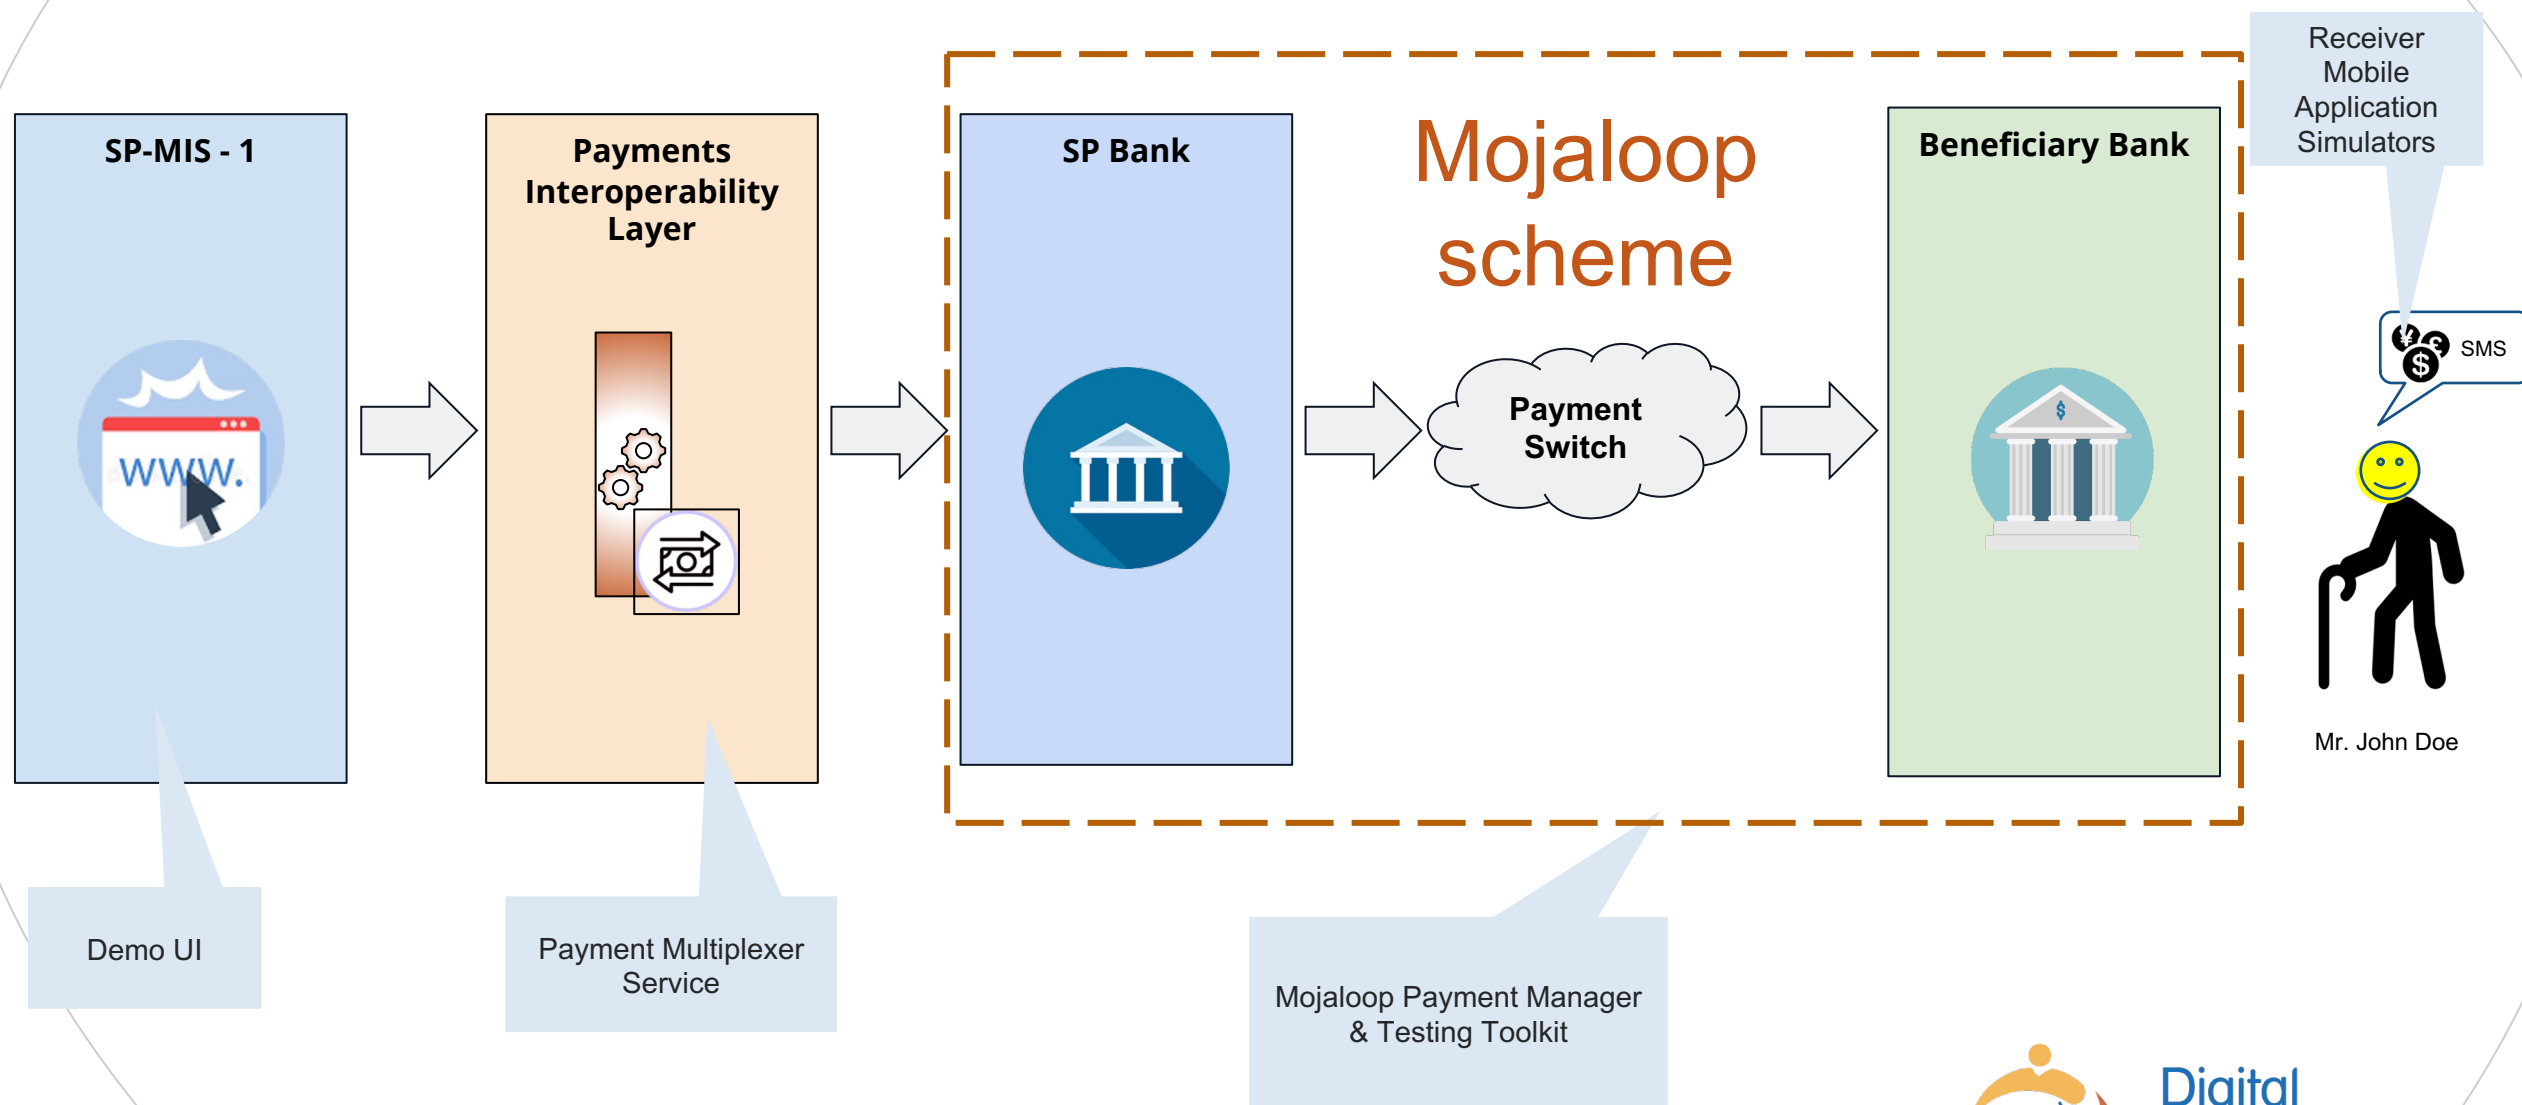 SP-MIS - 1
Payments
Interoperability
Layer
SP Bank
Mojaloop
scheme
Beneficiary Bank
Receiver
Mobile
Application
Simulators
WWW.
Payment
Switch
$
¥
£
$
SMS
Mr. John Doe
Demo UI
Payment Multiplexer
Service
Mojaloop Payment Manager
& Testing Toolkit
Digital